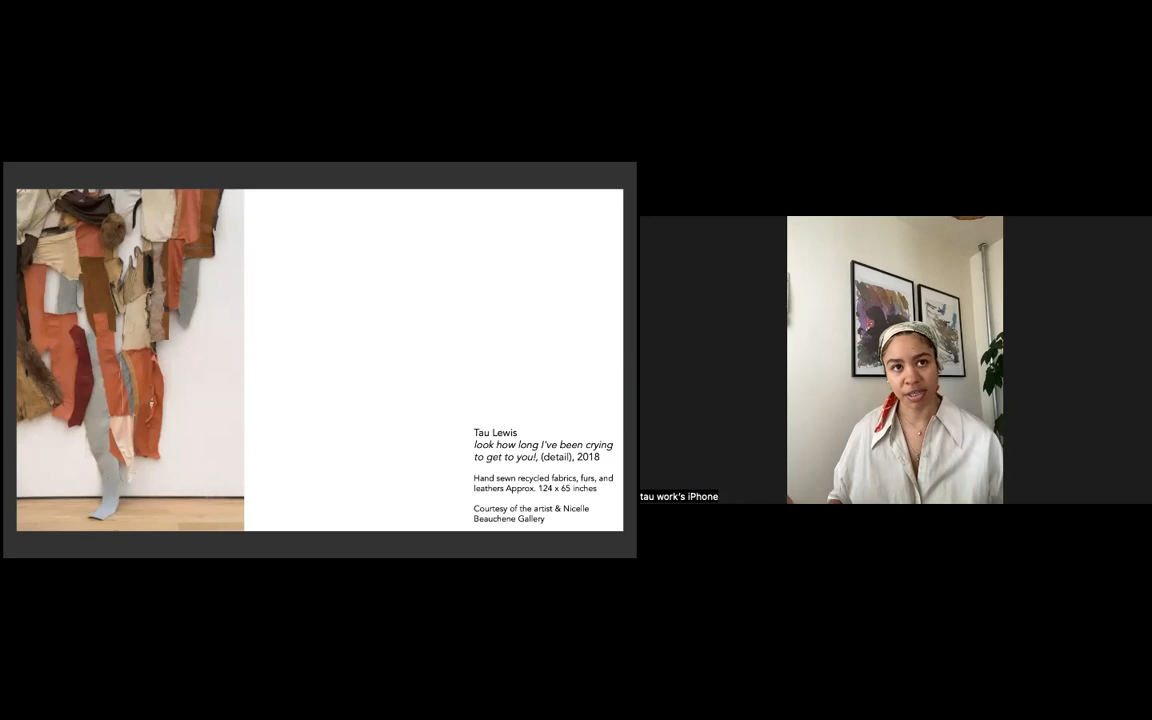 Tau Lewis
look how long I've been crying
to get to you!, (detail), 2018
Hand sewn recycled fabrics, furs, and
leathers Approx. 124 x 65 inches
Courtesy of the artist & Nicelle
Beauchene Gallery
tau work's iPhone